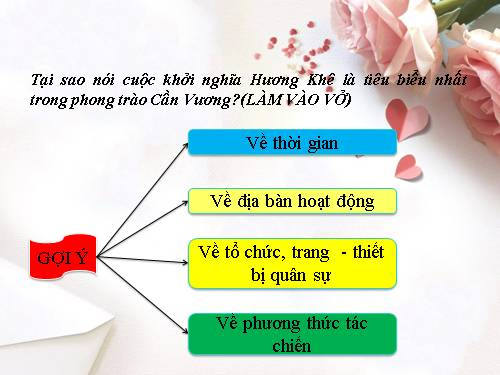 Tại sao nói cuộc khởi nghĩa Hương Khê là tiêu biểu nhất
trong phong trào Cần Vương?(LÀM VÀO VỞ)
Về thời gian
Về địa bàn hoạt động
GỢI Ý
Về tổ chức, trang - thiết
bị quân sự
Về phương thức tác
chiến